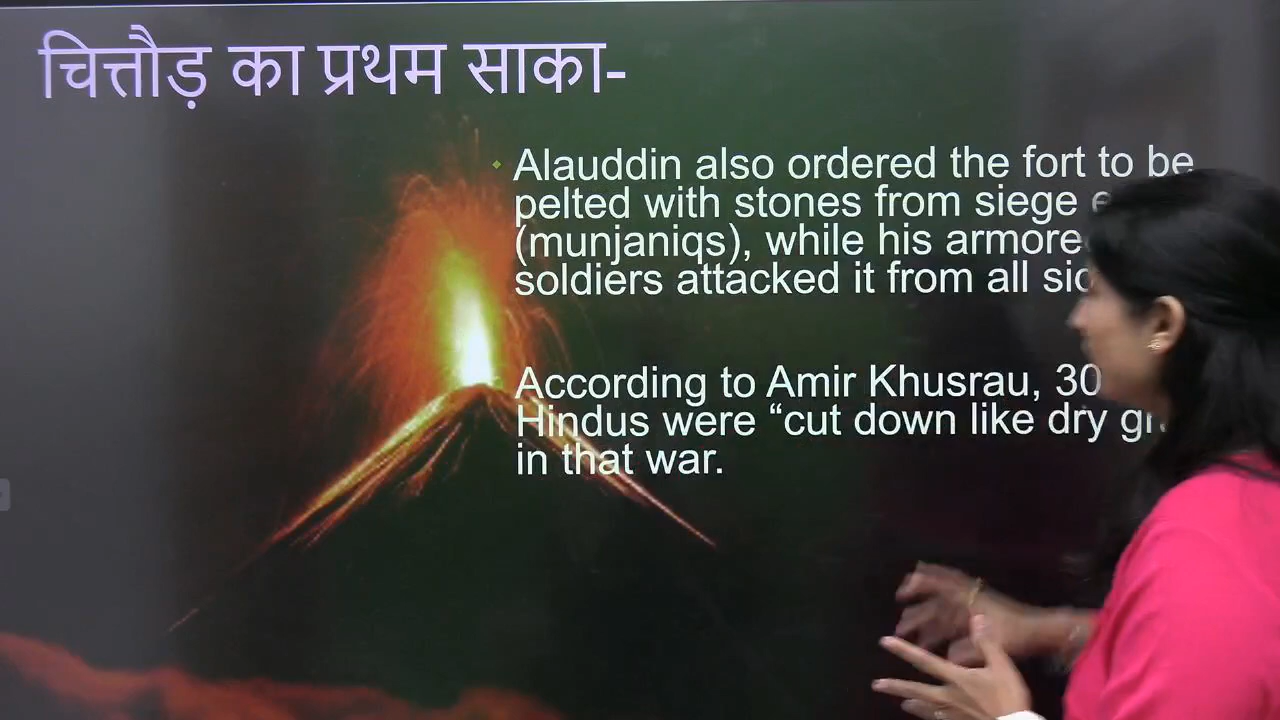 चित्तौड़ का प्रथम साका-
Alauddin also ordered the fort to be
pelted with stones from siege
(munjaniqs), while his
soldiers attacked it from all
According to Amir Khusrau,
Hindus were “cut down like dry
in that war.